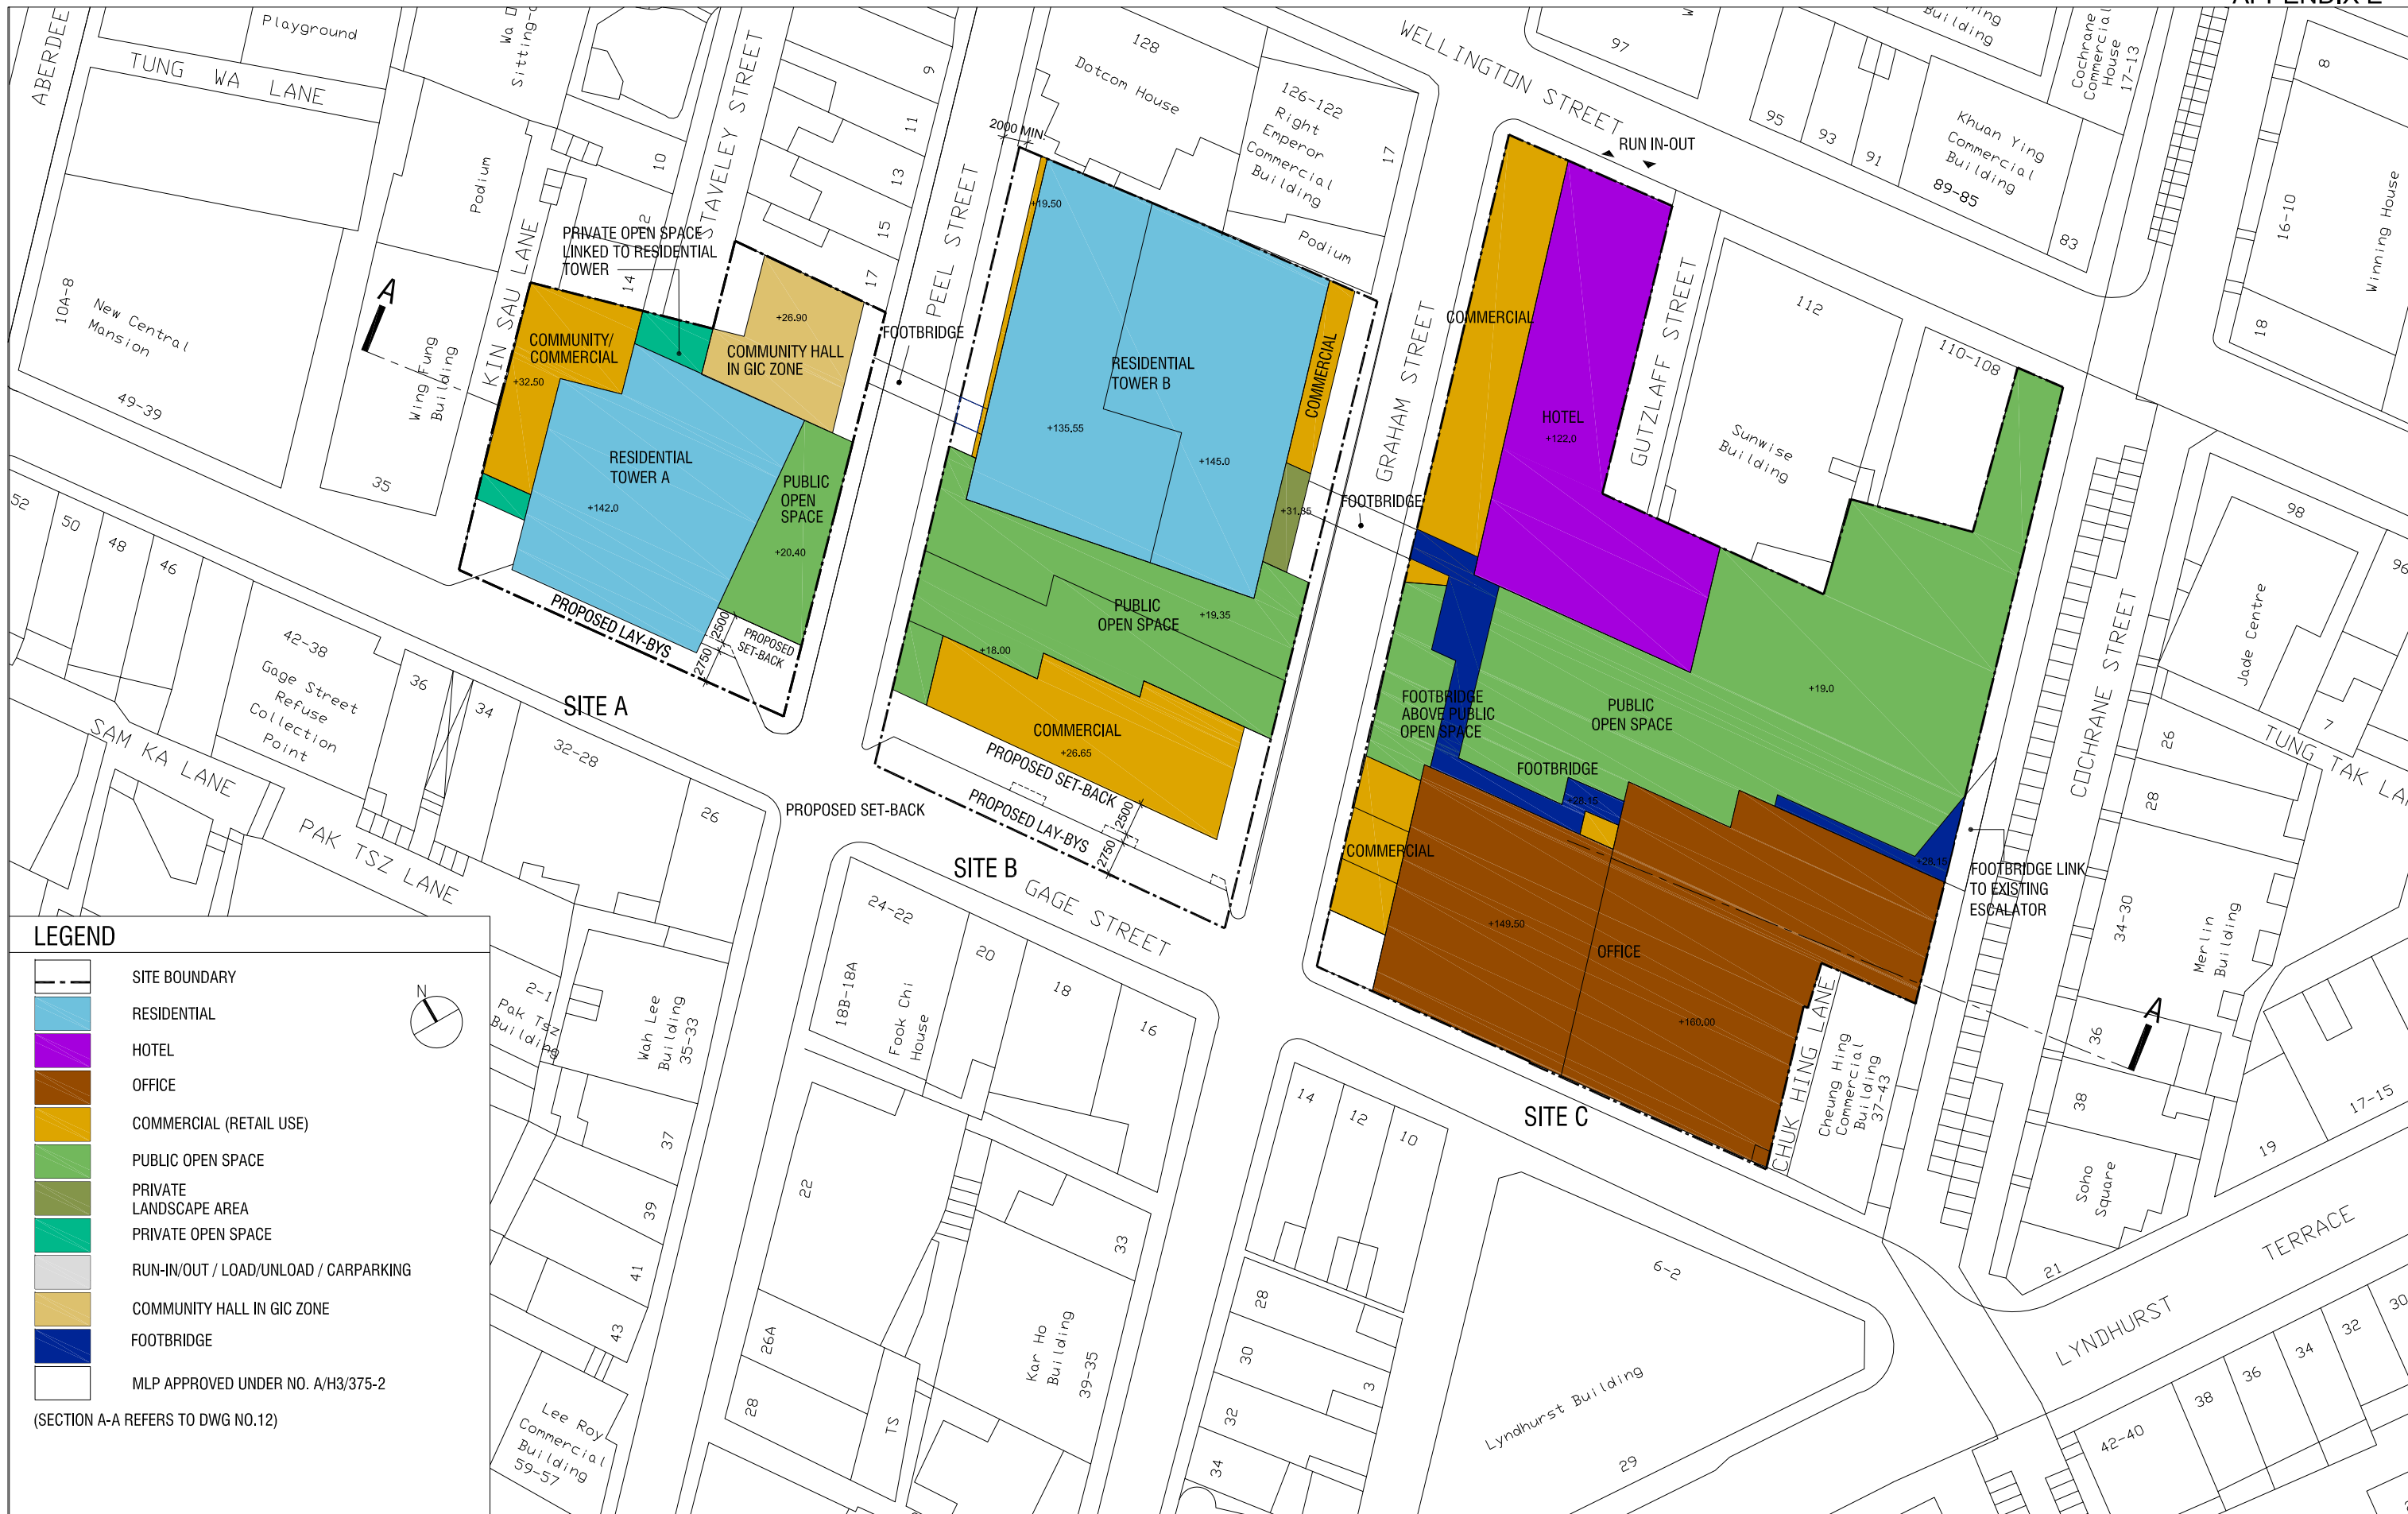 ABERDEE
Playground
TUNG WA LANE
Podium
10A-8
New Central
Mansion
49-39
A
Wing Fung
Building
35
KIN SAU LANE
10
12
14
STAVELEY STREET
9
11
13
15
17
PRIVATE OPEN SPACE
LINKED TO RESIDENTIAL
TOWER
COMMUNITY/
COMMERCIAL
+32.50
+26.90
COMMUNITY HALL
IN GIC ZONE
RESIDENTIAL
TOWER A
+142.0
PUBLIC
OPEN
SPACE
+20.40
PROPOSED LAY-BYS
2750
2500
PROPOSED
SET-BACK
SITE A
PEEL STREET
FOOTBRIDGE
2000 MIN.
+19.50
128
Dotcom House
126-122
Right
Emperor
Commercial
Building
17
Podium
RESIDENTIAL
TOWER B
+135.55
+145.0
COMMERCIAL
+31.85
FOOTBRIDGE
PUBLIC
OPEN SPACE
+19.35
+18.00
COMMERCIAL
+26.65
PROPOSED SET-BACK
PROPOSED LAY-BYS
2500
2750
PROPOSED SET-BACK
SITE B
GAGE STREET
GRAHAM STREET
WELLINGTON STREET
RUN IN-OUT
97
95
93
91
Khuan Ying
Commercial
Building
89-85
83
Building
Cochrane
Commercial
House
17-13
8
16-10
Winning House
18
COMMERCIAL
HOTEL
+122.0
GUTZLAFF STREET
112
Sunwise
Building
110-108
FOOTBRIDGE
ABOVE PUBLIC
OPEN SPACE
PUBLIC
OPEN SPACE
+19.0
FOOTBRIDGE
+28.15
+28.15
COMMERCIAL
+149.50
OFFICE
+160.00
SITE C
CHUK HING LANE
Cheung Hing
Commercial
Building
37-43
FOOTBRIDGE LINK
TO EXISTING
ESCALATOR
COCHRANE STREET
98
96
Jade Centre
7
TUNG TAK LA
26
28
34-30
Merlin
Building
A
36
38
Soho
Square
21
19
17-15
LYNDHURST TERRACE
30
32
34
36
38
42-40
52
50
48
46
42-38
Gage Street
Refuse
Collection
Point
36
34
32-28
26
SAM KA LANE
PAK TSZ LANE
2-1
Pak Tsz
Building
Wah Lee
Building
35-33
37
39
41
43
Lee Roy
Commercial
Building
59-57
24-22
18B-18A
Fook Chi
House
20
18
16
22
26A
28
TS
33
Kar Ho
Building
39-35
14
12
10
28
30
32
34
3
6-2
Lyndhurst Building
29
LEGEND
SITE BOUNDARY
RESIDENTIAL
HOTEL
OFFICE
COMMERCIAL (RETAIL USE)
PUBLIC OPEN SPACE
PRIVATE
LANDSCAPE AREA
PRIVATE OPEN SPACE
RUN-IN/OUT / LOAD/UNLOAD / CARPARKING
COMMUNITY HALL IN GIC ZONE
FOOTBRIDGE
MLP APPROVED UNDER NO. A/H3/375-2
(SECTION A-A REFERS TO DWG NO.12)
N